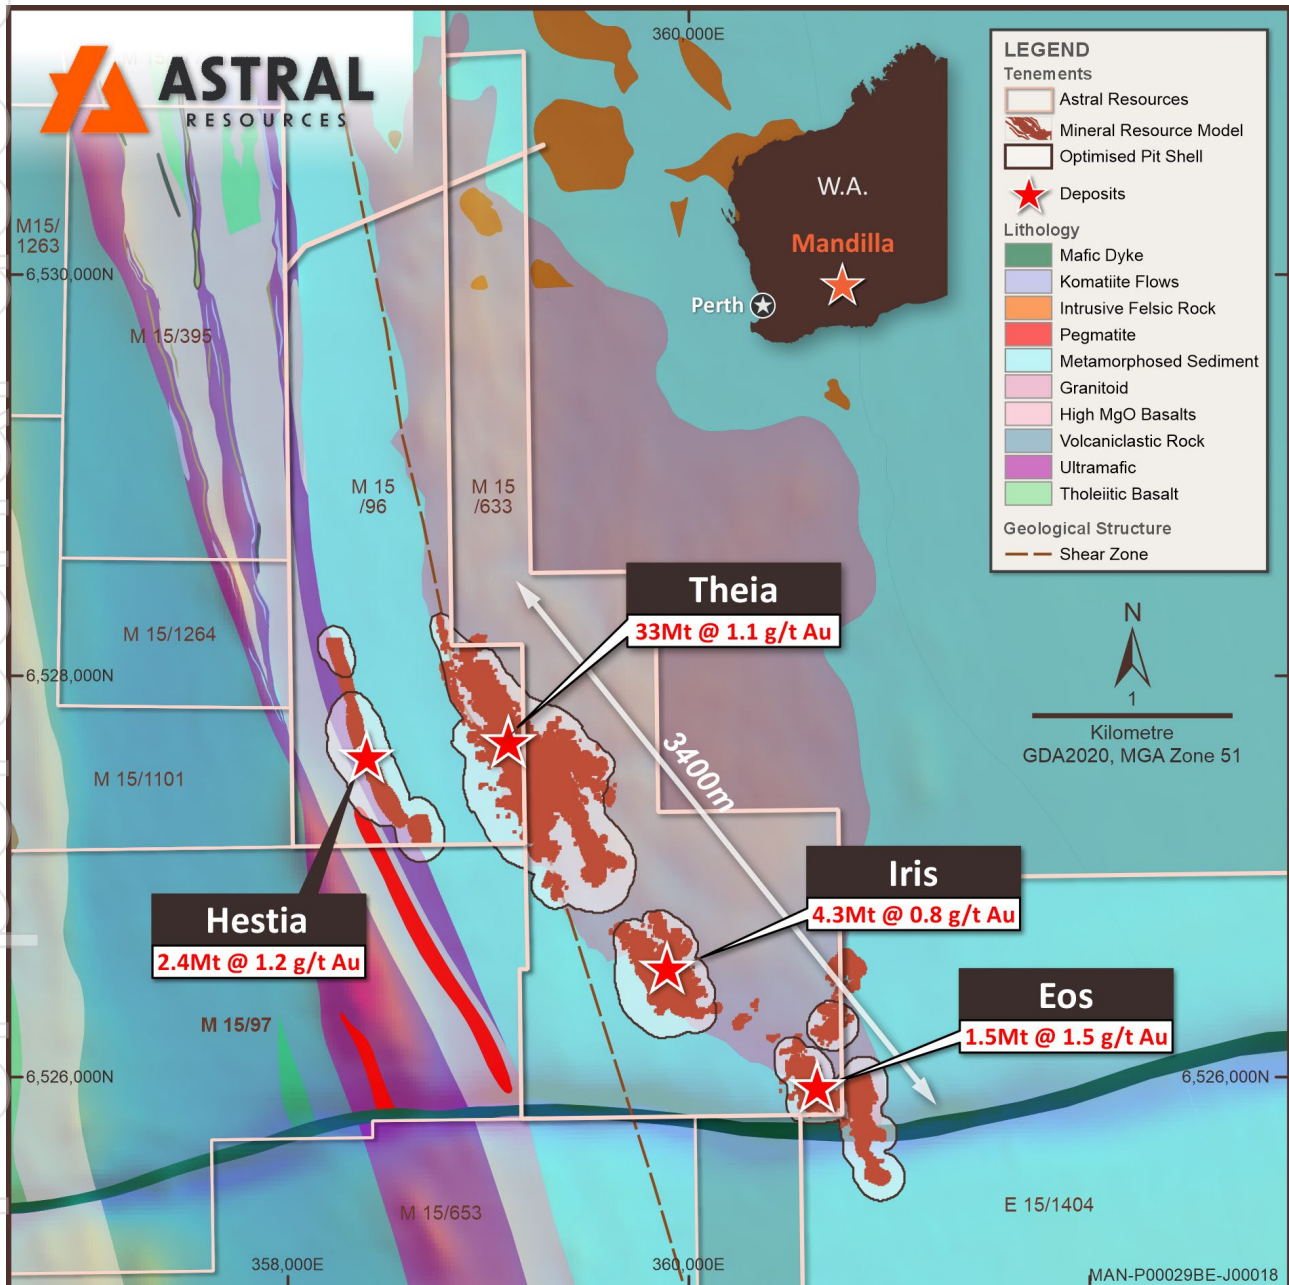 360,000E
ASTRAL
RESOURCES
LEGEND
Tenements
Astral Resources
Mineral Resource Model
Optimised Pit Shell
Deposits
Lithology
Mafic Dyke
Komatiite Flows
Intrusive Felsic Rock
Pegmatite
Metamorphosed Sediment
Granitoid
High MgO Basalts
Volcaniclastic Rock
Ultramafic
Tholeiitic Basalt
Geological Structure
Shear Zone
W.A.
Mandilla
Perth
M15/
1263
6,530,000N
M 15/395
M 15
/96
M 15
/633
Theia
33Mt @ 1.1 g/t Au
N
1
Kilometre
GDA2020, MGA Zone 51
M 15/1264
6,528,000N
M 15/1101
3400m
Iris
4.3Mt @ 0.8 g/t Au
Hestia
2.4Mt @ 1.2 g/t Au
Eos
1.5Mt @ 1.5 g/t Au
M 15/97
6,526,000N
6,526,000N
M 15/653
E 15/1404
358,000E
360,000E
MAN-P00029BE-J00018